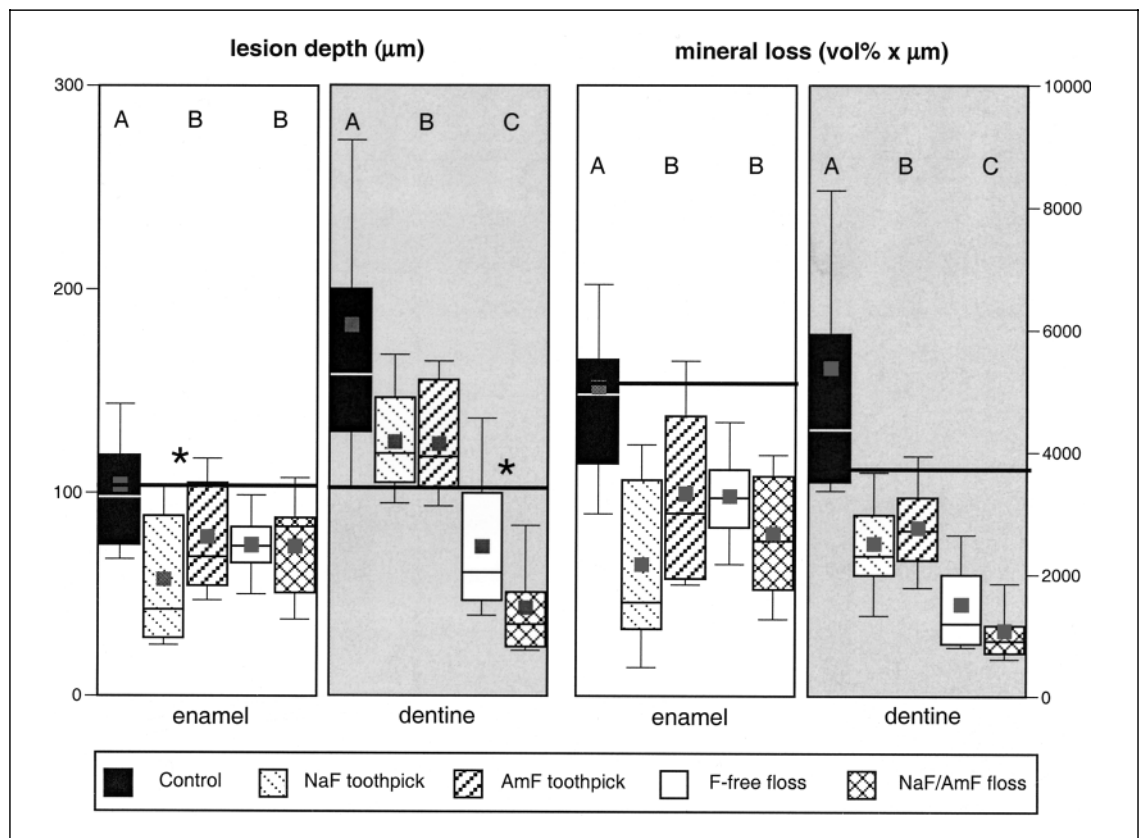 lesion depth (μm)
mineral loss (vol% x μm)
300
10000
A B B
A B C
A B B
A B C
8000
200
6000
*
*
4000
100
2000
0
0
enamel
dentine
enamel
dentine
Control
NaF toothpick
AmF toothpick
F-free floss
NaF/AmF floss